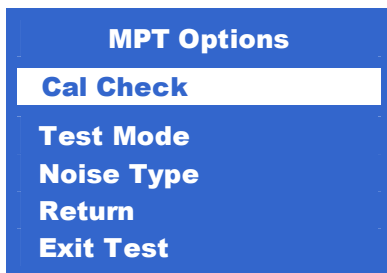 MPT Options
Cal Check
Test Mode
Noise Type
Return
Exit Test